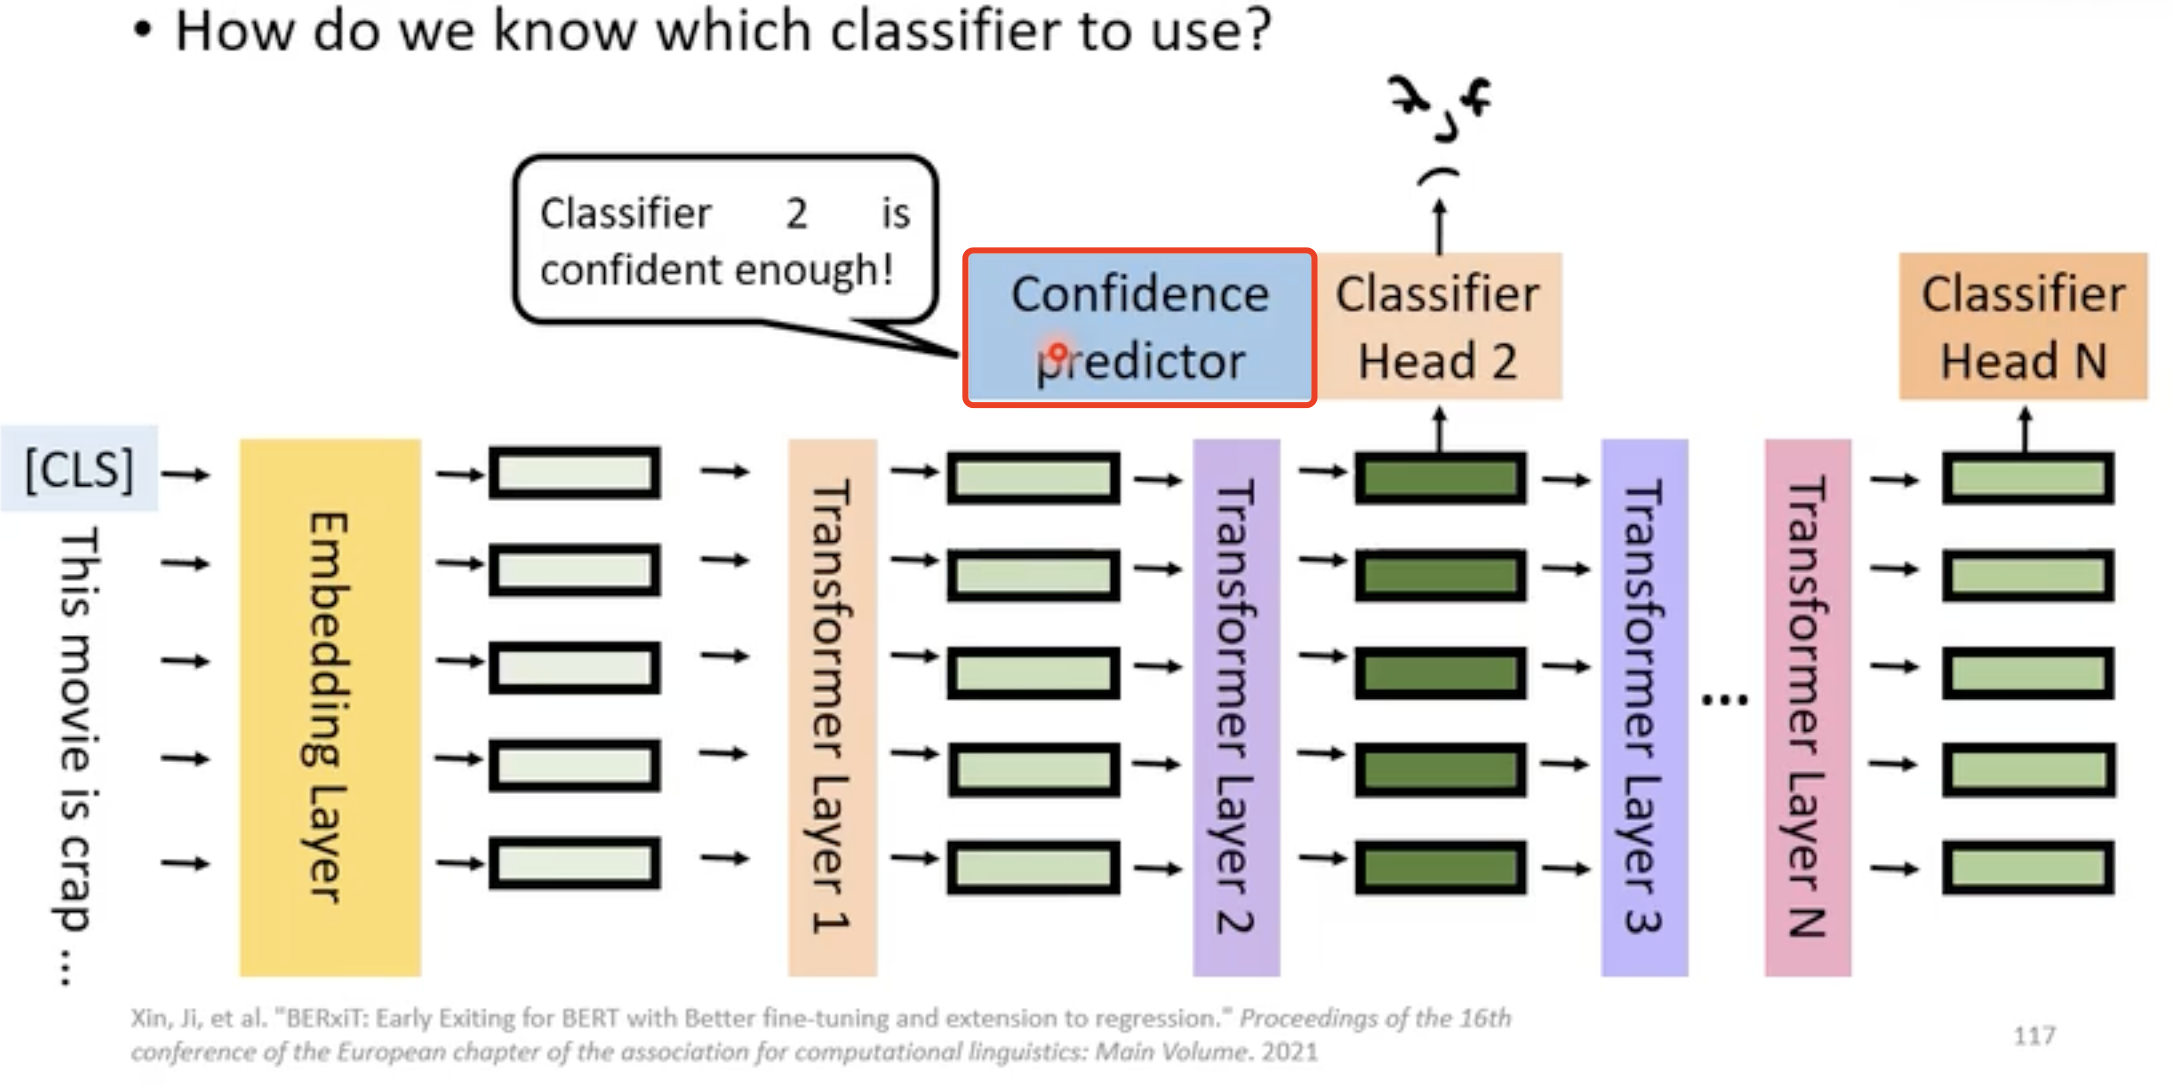 • How do we know which classifier to use?
Classifier 2 is
confident enough!
Confidence
predictor
Classifier
Head 2
Classifier
Head N
[CLS]
This movie is crap ...
Embedding Layer
Transformer Layer 1
Transformer Layer 2
Transformer Layer 3
...
Transformer Layer N
Xin, Ji, et al. "BERxiT: Early Exiting for BERT with Better fine-tuning and extension to regression." Proceedings of the 16th
conference of the European chapter of the association for computational linguistics: Main Volume. 2021
117